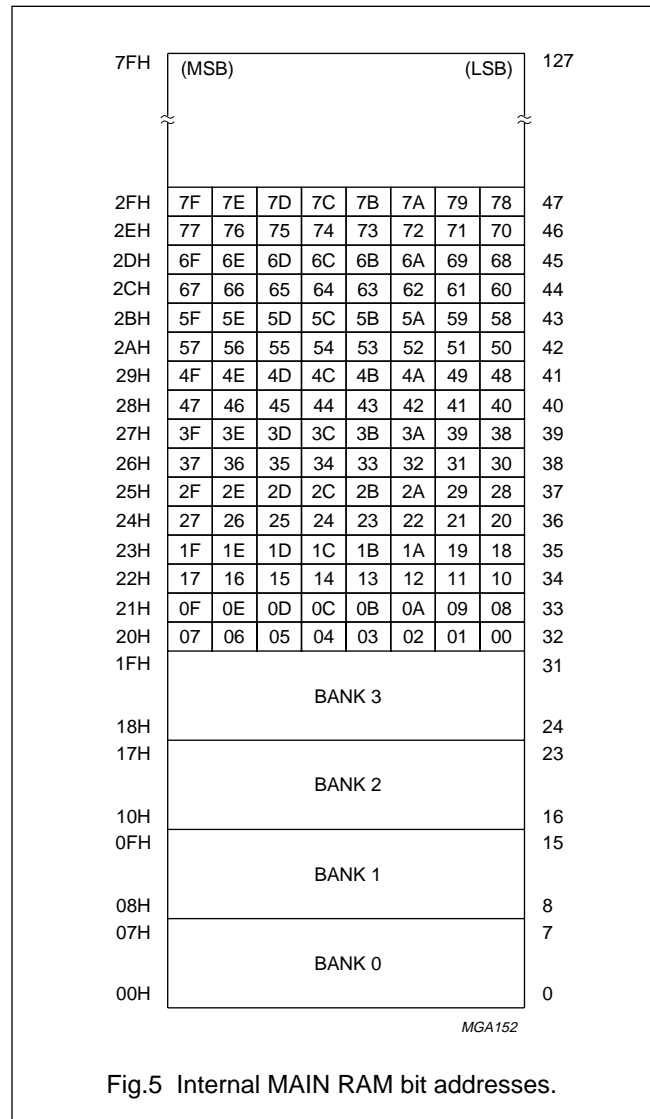 7FH (MSB) (LSB) 127
2FH 7F 7E 7D 7C 7B 7A 79 78 47
2EH 77 76 75 74 73 72 71 70 46
2DH 6F 6E 6D 6C 6B 6A 69 68 45
2CH 67 66 65 64 63 62 61 60 44
2BH 5F 5E 5D 5C 5B 5A 59 58 43
2AH 57 56 55 54 53 52 51 50 42
29H 4F 4E 4D 4C 4B 4A 49 48 41
28H 47 46 45 44 43 42 41 40 40
27H 3F 3E 3D 3C 3B 3A 39 38 39
26H 37 36 35 34 33 32 31 30 38
25H 2F 2E 2D 2C 2B 2A 29 28 37
24H 27 26 25 24 23 22 21 20 36
23H 1F 1E 1D 1C 1B 1A 19 18 35
22H 17 16 15 14 13 12 11 10 34
21H 0F 0E 0D 0C 0B 0A 09 08 33
20H 07 06 05 04 03 02 01 00 32
1FH 31
BANK 3
18H 24
17H 23
BANK 2
10H 16
0FH 15
BANK 1
08H 8
07H 7
BANK 0
00H 0
MGA152
Fig.5 Internal MAIN RAM bit addresses.